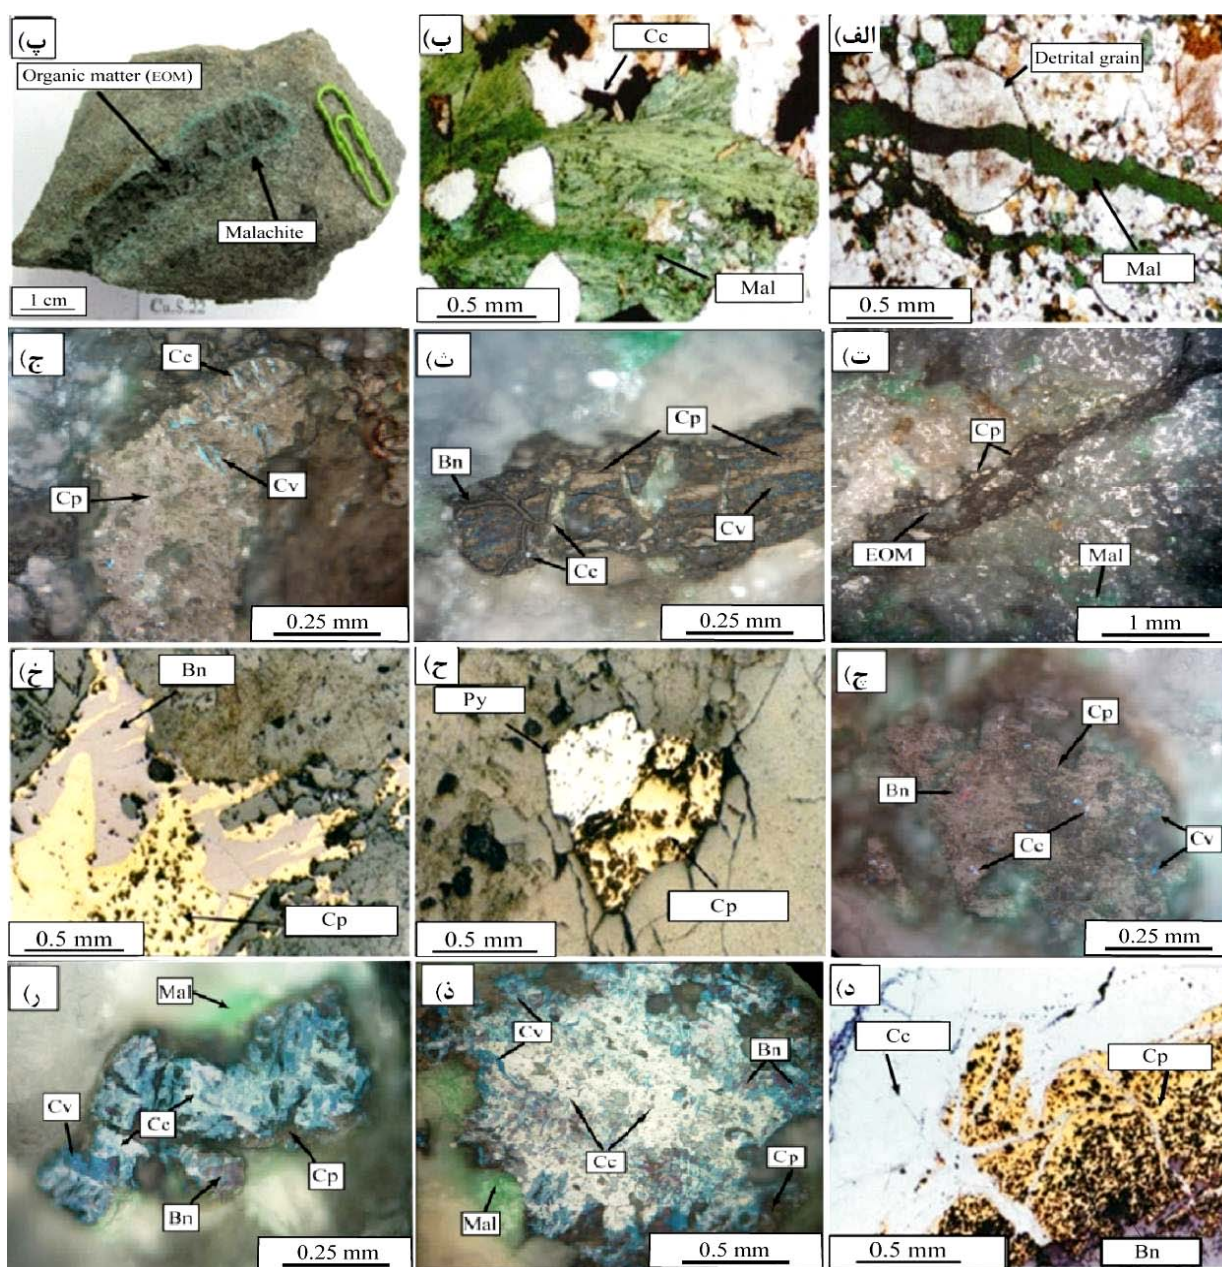 الف)
Detrital grain
Mal
0.5 mm
ب)
Cc
Mal
0.5 mm
پ)
Organic matter (EOM)
Malachite
1 cm
Cu.S.22
ت)
Cp
EOM
Mal
1 mm
ث)
Cp
Bn
Cv
Cc
0.25 mm
ج)
Cc
Cv
Cp
0.25 mm
چ)
Cp
Bn
Cc
Cv
0.25 mm
ح)
Py
Cp
0.5 mm
خ)
Bn
Cp
0.5 mm
د)
Cc
Cp
Bn
0.5 mm
ذ)
Cv
Bn
Cc
Cp
Mal
0.5 mm
ر)
Mal
Cv
Cc
Cp
Bn
0.25 mm